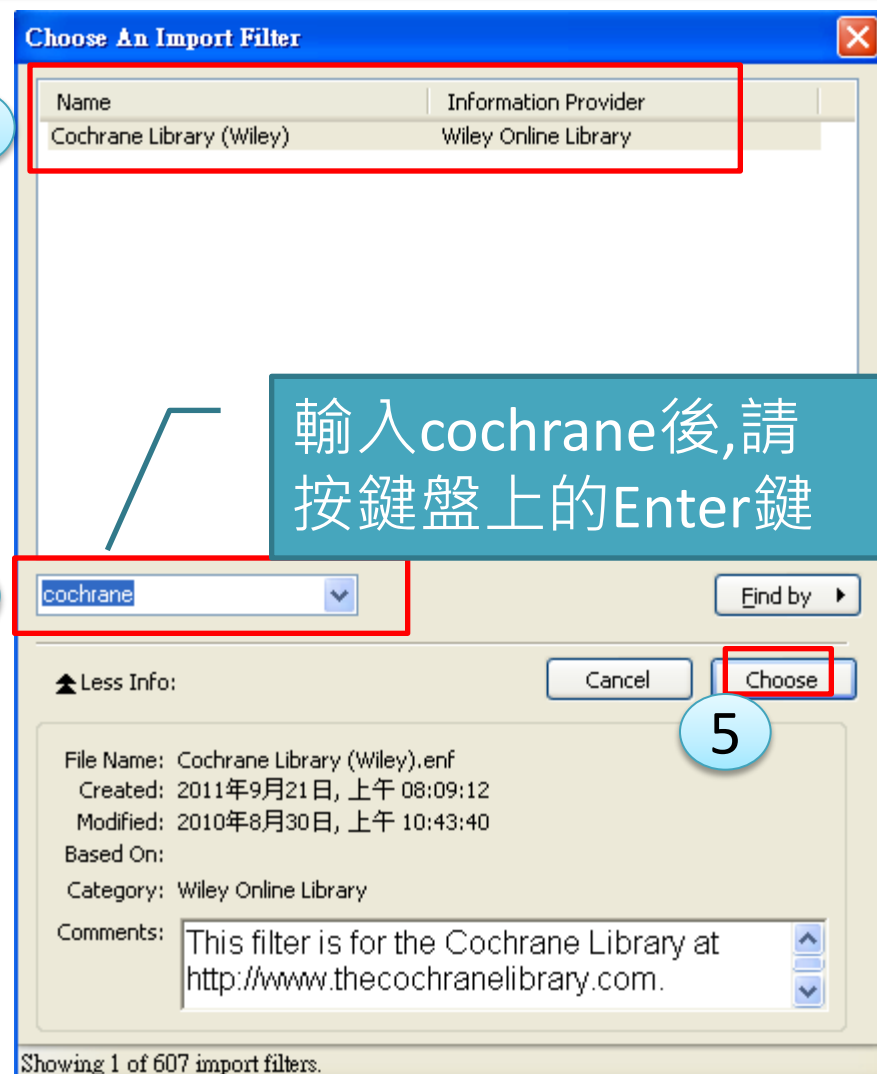 Choose An Import Filter
Name Information Provider
Cochrane Library (Wiley) Wiley Online Library
輸入cochrane後,請
按鍵盤上的Enter鍵
cochrane Find by
Less Info: Cancel Choose
5
File Name: Cochrane Library (Wiley).enf
Created: 2011年9月21日, 上午 08:09:12
Modified: 2010年8月30日, 上午 10:43:40
Based On:
Category: Wiley Online Library
Comments: This filter is for the Cochrane Library at
http://www.thecochranelibrary.com.
Showing 1 of 607 import filters.